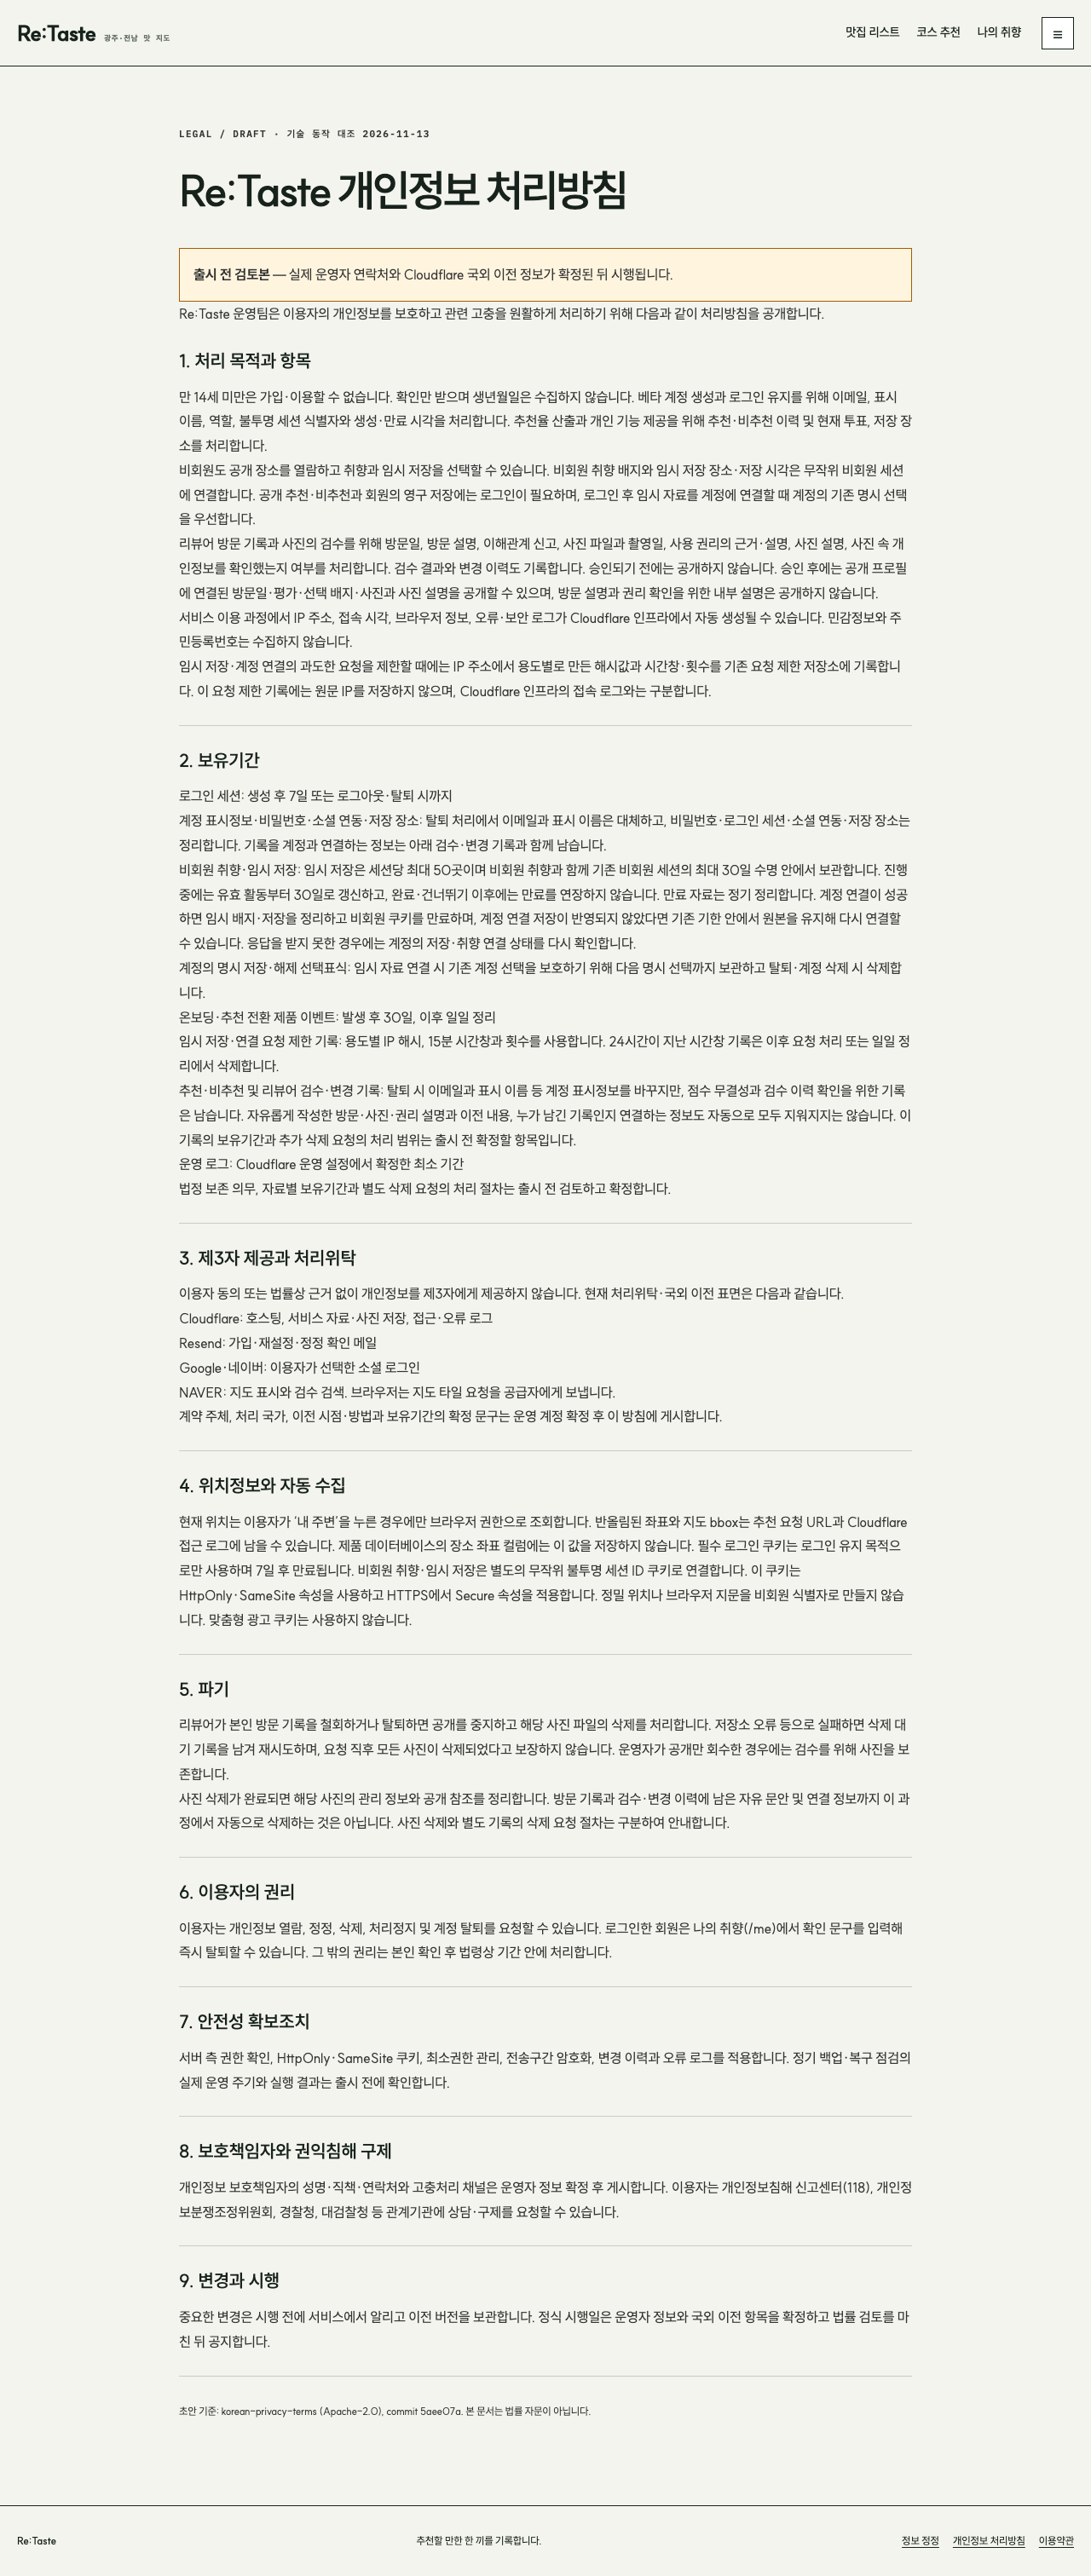 Re:Taste 광주·전남 맛 지도
맛집 리스트 코스 추천 나의 취향
LEGAL / DRAFT · 기술 동작 대조 2026-11-13
Re:Taste 개인정보 처리방침
출시 전 검토본 — 실제 운영자 연락처와 Cloudflare 국외 이전 정보가 확정된 뒤 시행됩니다.
Re:Taste 운영팀은 이용자의 개인정보를 보호하고 관련 고충을 원활하게 처리하기 위해 다음과 같이 처리방침을 공개합니다.
1. 처리 목적과 항목
만 14세 미만은 가입·이용할 수 없습니다. 확인만 받으며 생년월일은 수집하지 않습니다. 베타 계정 생성과 로그인 유지를 위해 이메일, 표시
이름, 역할, 불투명 세션 식별자와 생성·만료 시각을 처리합니다. 추천율 산출과 개인 기능 제공을 위해 추천·비추천 이력 및 현재 투표, 저장 장
소를 처리합니다.
비회원도 공개 장소를 열람하고 취향과 임시 저장을 선택할 수 있습니다. 비회원 취향 배지와 임시 저장 장소·저장 시각은 무작위 비회원 세션
에 연결합니다. 공개 추천·비추천과 회원의 영구 저장에는 로그인이 필요하며, 로그인 후 임시 자료를 계정에 연결할 때 계정의 기존 명시 선택
을 우선합니다.
리뷰어 방문 기록과 사진의 검수를 위해 방문일, 방문 설명, 이해관계 신고, 사진 파일과 촬영일, 사용 권리의 근거·설명, 사진 설명, 사진 속 개
인정보를 확인했는지 여부를 처리합니다. 검수 결과와 변경 이력도 기록합니다. 승인되기 전에는 공개하지 않습니다. 승인 후에는 공개 프로필
에 연결된 방문일·평가·선택 배지·사진과 사진 설명을 공개할 수 있으며, 방문 설명과 권리 확인을 위한 내부 설명은 공개하지 않습니다.
서비스 이용 과정에서 IP 주소, 접속 시각, 브라우저 정보, 오류·보안 로그가 Cloudflare 인프라에서 자동 생성될 수 있습니다. 민감정보와 주
민등록번호는 수집하지 않습니다.
임시 저장·계정 연결의 과도한 요청을 제한할 때에는 IP 주소에서 용도별로 만든 해시값과 시간창·횟수를 기존 요청 제한 저장소에 기록합니
다. 이 요청 제한 기록에는 원문 IP를 저장하지 않으며, Cloudflare 인프라의 접속 로그와는 구분합니다.
2. 보유기간
로그인 세션: 생성 후 7일 또는 로그아웃·탈퇴 시까지
계정 표시정보·비밀번호·소셜 연동·저장 장소: 탈퇴 처리에서 이메일과 표시 이름은 대체하고, 비밀번호·로그인 세션·소셜 연동·저장 장소는
정리합니다. 기록을 계정과 연결하는 정보는 아래 검수·변경 기록과 함께 남습니다.
비회원 취향·임시 저장: 임시 저장은 세션당 최대 50곳이며 비회원 취향과 함께 기존 비회원 세션의 최대 30일 수명 안에서 보관합니다. 진행
중에는 유효 활동부터 30일로 갱신하고, 완료·건너뛰기 이후에는 만료를 연장하지 않습니다. 만료 자료는 정기 정리합니다. 계정 연결이 성공
하면 임시 배지·저장을 정리하고 비회원 쿠키를 만료하며, 계정 연결 저장이 반영되지 않았다면 기존 기한 안에서 원본을 유지해 다시 연결할
수 있습니다. 응답을 받지 못한 경우에는 계정의 저장·취향 연결 상태를 다시 확인합니다.
계정의 명시 저장·해제 선택표식: 임시 자료 연결 시 기존 계정 선택을 보호하기 위해 다음 명시 선택까지 보관하고 탈퇴·계정 삭제 시 삭제합
니다.
온보딩·추천 전환 제품 이벤트: 발생 후 30일, 이후 일일 정리
임시 저장·연결 요청 제한 기록: 용도별 IP 해시, 15분 시간창과 횟수를 사용합니다. 24시간이 지난 시간창 기록은 이후 요청 처리 또는 일일 정
리에서 삭제합니다.
추천·비추천 및 리뷰어 검수·변경 기록: 탈퇴 시 이메일과 표시 이름 등 계정 표시정보를 바꾸지만, 점수 무결성과 검수 이력 확인을 위한 기록
은 남습니다. 자유롭게 작성한 방문·사진·권리 설명과 이전 내용, 누가 남긴 기록인지 연결하는 정보도 자동으로 모두 지워지지는 않습니다. 이
기록의 보유기간과 추가 삭제 요청의 처리 범위는 출시 전 확정할 항목입니다.
운영 로그: Cloudflare 운영 설정에서 확정한 최소 기간
법정 보존 의무, 자료별 보유기간과 별도 삭제 요청의 처리 절차는 출시 전 검토하고 확정합니다.
3. 제3자 제공과 처리위탁
이용자 동의 또는 법률상 근거 없이 개인정보를 제3자에게 제공하지 않습니다. 현재 처리위탁·국외 이전 표면은 다음과 같습니다.
Cloudflare: 호스팅, 서비스 자료·사진 저장, 접근·오류 로그
Resend: 가입·재설정·정정 확인 메일
Google·네이버: 이용자가 선택한 소셜 로그인
NAVER: 지도 표시와 검수 검색. 브라우저는 지도 타일 요청을 공급자에게 보냅니다.
계약 주체, 처리 국가, 이전 시점·방법과 보유기간의 확정 문구는 운영 계정 확정 후 이 방침에 게시합니다.
4. 위치정보와 자동 수집
현재 위치는 이용자가 ‘내 주변’을 누른 경우에만 브라우저 권한으로 조회합니다. 반올림된 좌표와 지도 bbox는 추천 요청 URL과 Cloudflare
접근 로그에 남을 수 있습니다. 제품 데이터베이스의 장소 좌표 컬럼에는 이 값을 저장하지 않습니다. 필수 로그인 쿠키는 로그인 유지 목적으
로만 사용하며 7일 후 만료됩니다. 비회원 취향·임시 저장은 별도의 무작위 불투명 세션 ID 쿠키로 연결합니다. 이 쿠키는
HttpOnly·SameSite 속성을 사용하고 HTTPS에서 Secure 속성을 적용합니다. 정밀 위치나 브라우저 지문을 비회원 식별자로 만들지 않습
니다. 맞춤형 광고 쿠키는 사용하지 않습니다.
5. 파기
리뷰어가 본인 방문 기록을 철회하거나 탈퇴하면 공개를 중지하고 해당 사진 파일의 삭제를 처리합니다. 저장소 오류 등으로 실패하면 삭제 대
기 기록을 남겨 재시도하며, 요청 직후 모든 사진이 삭제되었다고 보장하지 않습니다. 운영자가 공개만 회수한 경우에는 검수를 위해 사진을 보
존합니다.
사진 삭제가 완료되면 해당 사진의 관리 정보와 공개 참조를 정리합니다. 방문 기록과 검수·변경 이력에 남은 자유 문안 및 연결 정보까지 이 과
정에서 자동으로 삭제하는 것은 아닙니다. 사진 삭제와 별도 기록의 삭제 요청 절차는 구분하여 안내합니다.
6. 이용자의 권리
이용자는 개인정보 열람, 정정, 삭제, 처리정지 및 계정 탈퇴를 요청할 수 있습니다. 로그인한 회원은 나의 취향(/me)에서 확인 문구를 입력해
즉시 탈퇴할 수 있습니다. 그 밖의 권리는 본인 확인 후 법령상 기간 안에 처리합니다.
7. 안전성 확보조치
서버 측 권한 확인, HttpOnly·SameSite 쿠키, 최소권한 관리, 전송구간 암호화, 변경 이력과 오류 로그를 적용합니다. 정기 백업·복구 점검의
실제 운영 주기와 실행 결과는 출시 전에 확인합니다.
8. 보호책임자와 권익침해 구제
개인정보 보호책임자의 성명·직책·연락처와 고충처리 채널은 운영자 정보 확정 후 게시합니다. 이용자는 개인정보침해 신고센터(118), 개인정
보분쟁조정위원회, 경찰청, 대검찰청 등 관계기관에 상담·구제를 요청할 수 있습니다.
9. 변경과 시행
중요한 변경은 시행 전에 서비스에서 알리고 이전 버전을 보관합니다. 정식 시행일은 운영자 정보와 국외 이전 항목을 확정하고 법률 검토를 마
친 뒤 공지합니다.
초안 기준: korean-privacy-terms (Apache-2.0), commit 5aee07a. 본 문서는 법률 자문이 아닙니다.
Re:Taste
추천할 만한 한 끼를 기록합니다.
정보 정정 개인정보 처리방침 이용약관